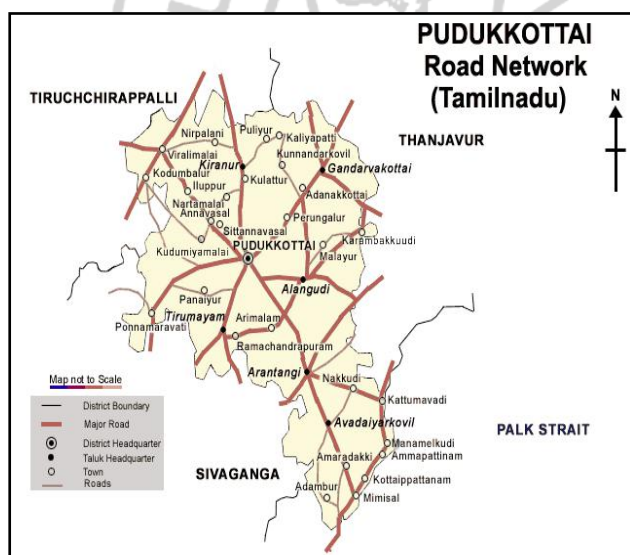 PUDUKKOTTAI
Road Network
(Tamilnadu)
N
TIRUCHCHIRAPPALLI
THANJAVUR
Nirpalani
Puliyur
Kaliyapatti
Viralimalai
Kunnandarkovil
Kiranur
Gandarvakottai
Kodumbalur
Kulattur
Iluppur
Adanakkottai
Nartamalai
Annavasal
Perungalur
Sittannavasal
PUDUKKOTTAI
Karambakkuudi
Kudumiyamalai
Malayur
Alangudi
Panaiyur
Tirumayam
Arimalam
Ponnamaravati
Ramachandrapuram
Arantangi
Nakkudi
Map not to Scale
Kattumavadi
District Boundary
Major Road
District Headquarter
Taluk Headquarter
Town
Roads
Avadaiyarkovil
PALK STRAIT
Manamelkudi
Ammapattinam
Amaradakki
SIVAGANGA
Kottaippattanam
Adambur
Mimisal